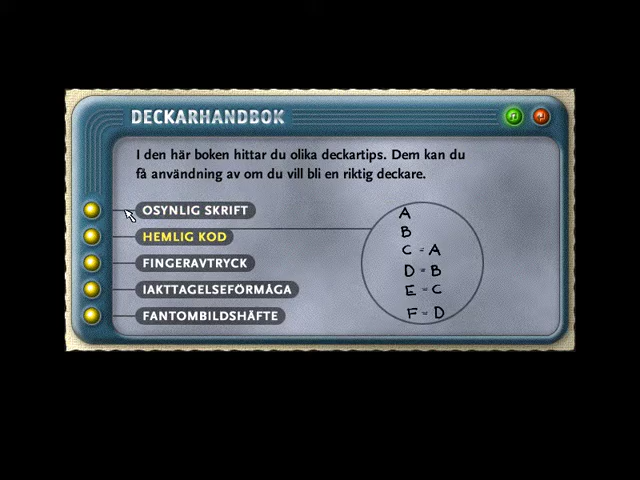 DECKARHANDBOK
I den här boken hittar du olika deckartips. Dem kan du
få användning av om du vill bli en riktig deckare.
OSYNLIG SKRIFT
HEMLIG KOD
FINGERAVTRYCK
IAKTTAGELSEFÖRMÅGA
FANTOMBILDSHÄFTE
A
B
C = A
D = B
E = C
F = D